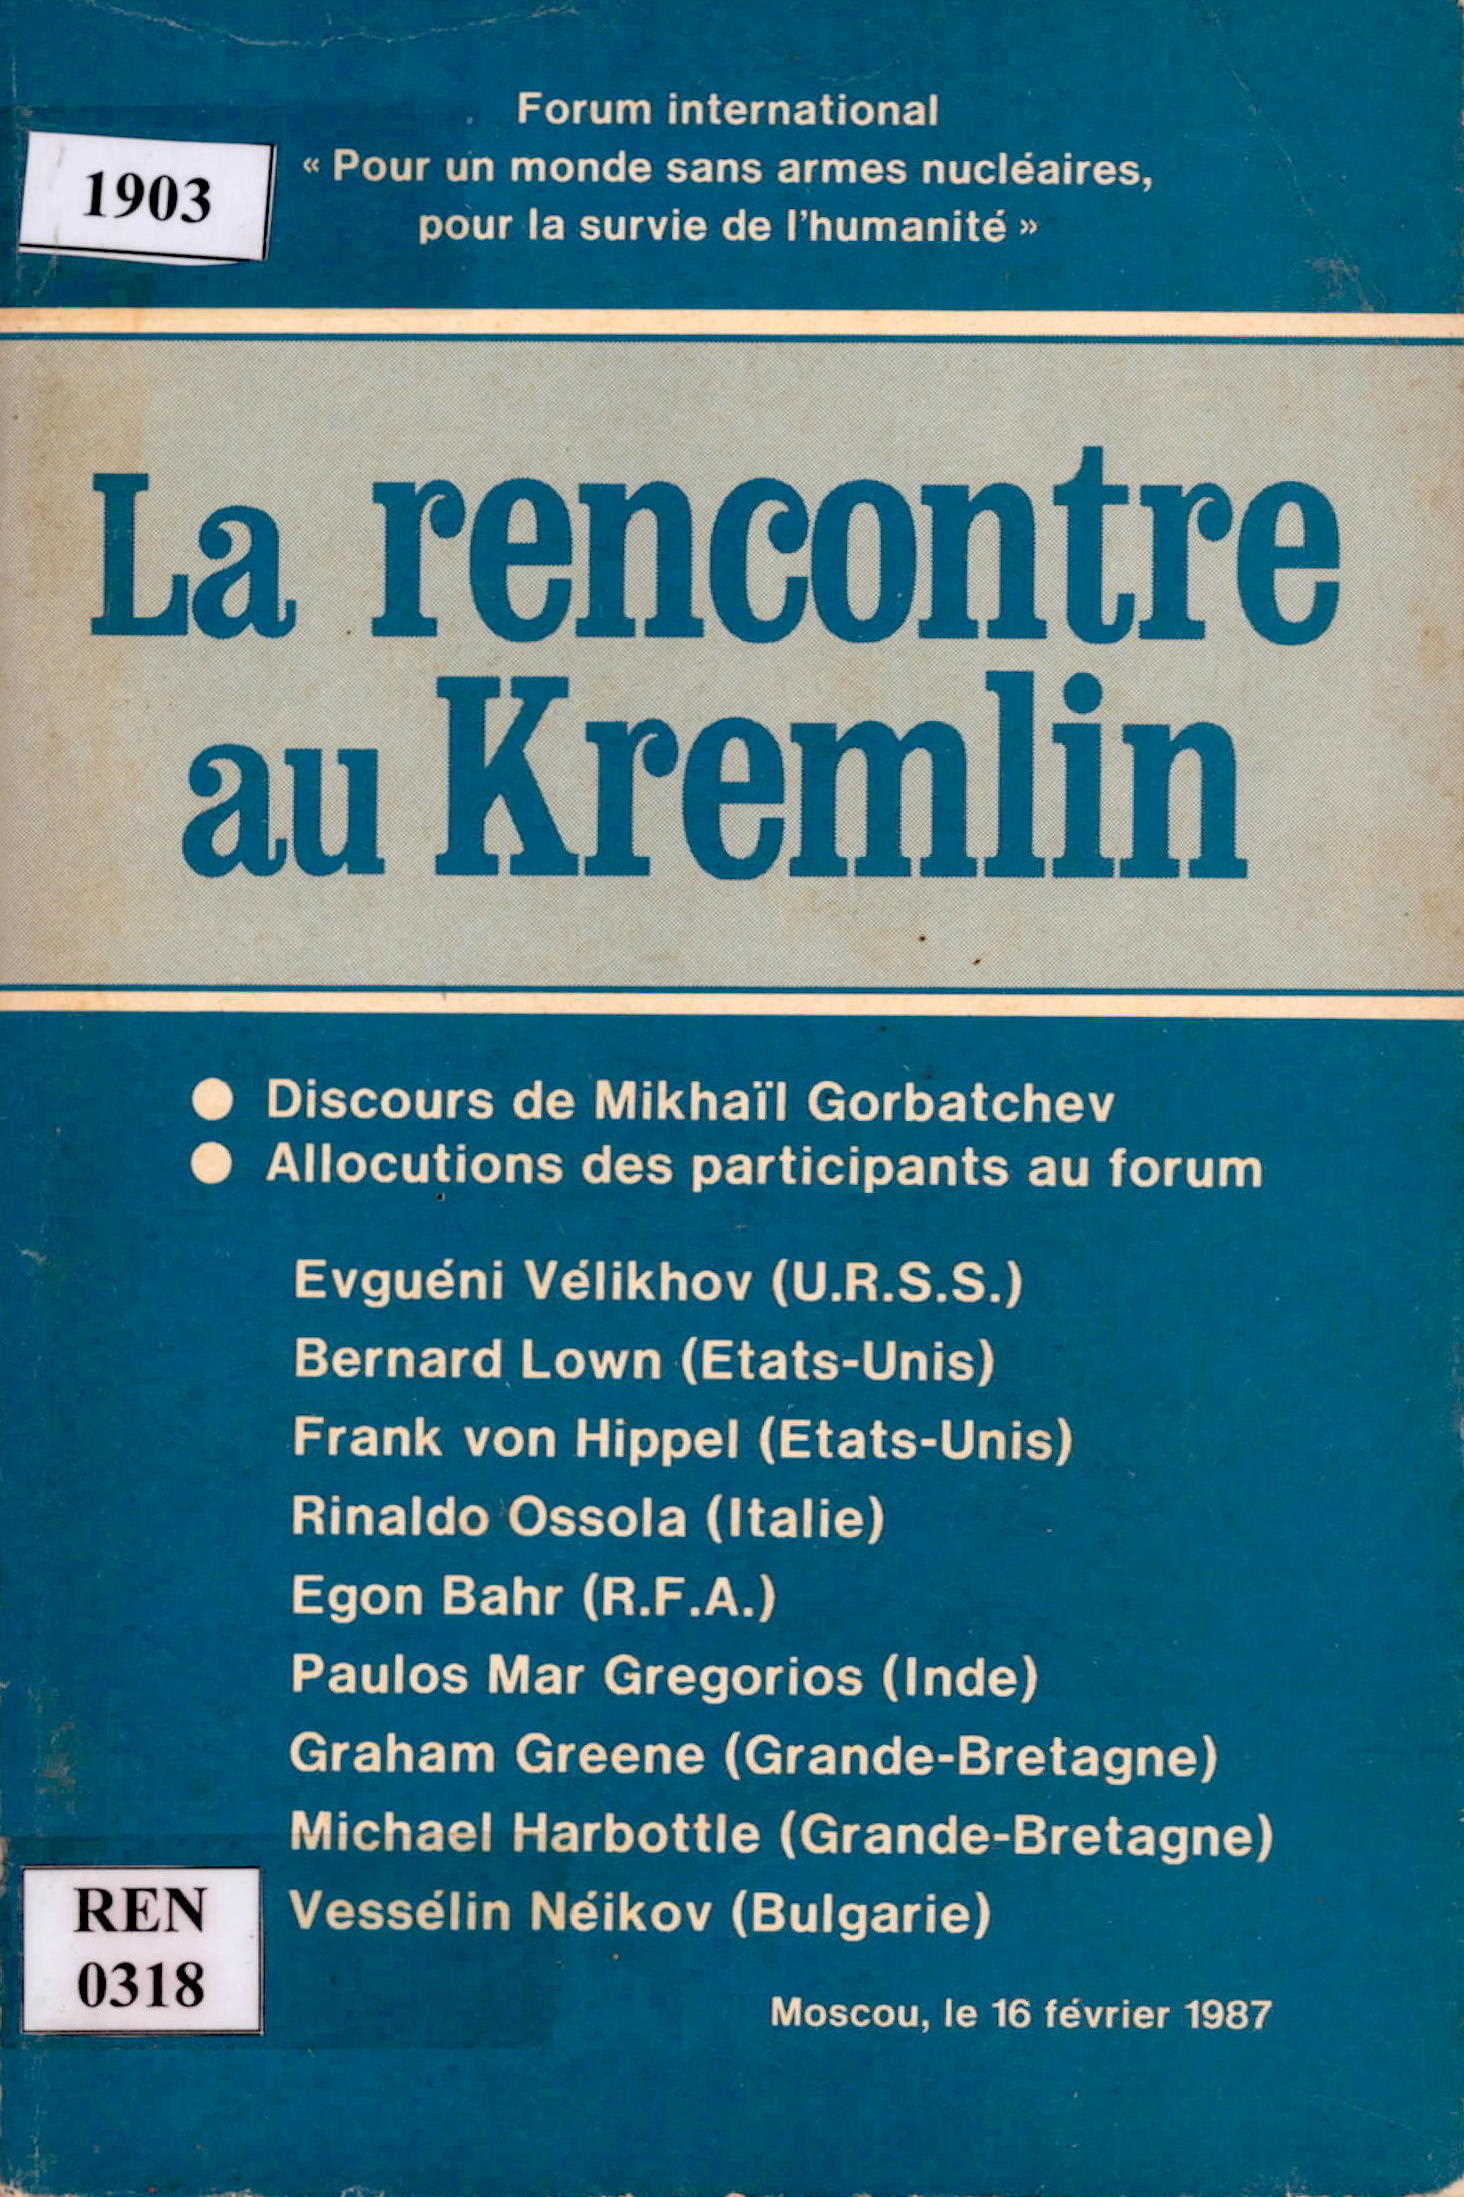 Forum international
« Pour un monde sans armes nucléaires,
pour la survie de l'humanité »
1903
La rencontre
au Kremlin
● Discours de Mikhaïl Gorbatchev
● Allocutions des participants au forum
Evguéni Vélikhov (U.R.S.S.)
Bernard Lown (Etats-Unis)
Frank von Hippel (Etats-Unis)
Rinaldo Ossola (Italie)
Egon Bahr (R.F.A.)
Paulos Mar Gregorios (Inde)
Graham Greene (Grande-Bretagne)
Michael Harbottle (Grande-Bretagne)
Vessélin Néikov (Bulgarie)
REN
0318
Moscou, le 16 février 1987